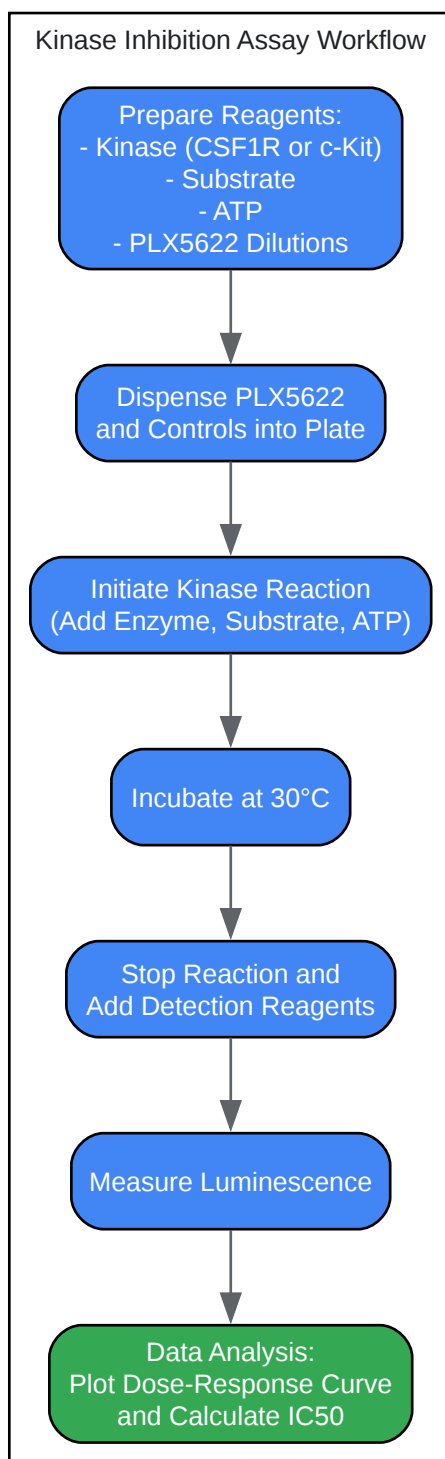 Kinase Inhibition Assay Workflow
Prepare Reagents:
- Kinase (CSF1R or c-Kit)
- Substrate
- ATP
- PLX5622 Dilutions
Dispense PLX5622
and Controls into Plate
Initiate Kinase Reaction
(Add Enzyme, Substrate, ATP)
Incubate at 30°C
Stop Reaction and
Add Detection Reagents
Measure Luminescence
Data Analysis:
Plot Dose-Response Curve
and Calculate IC50